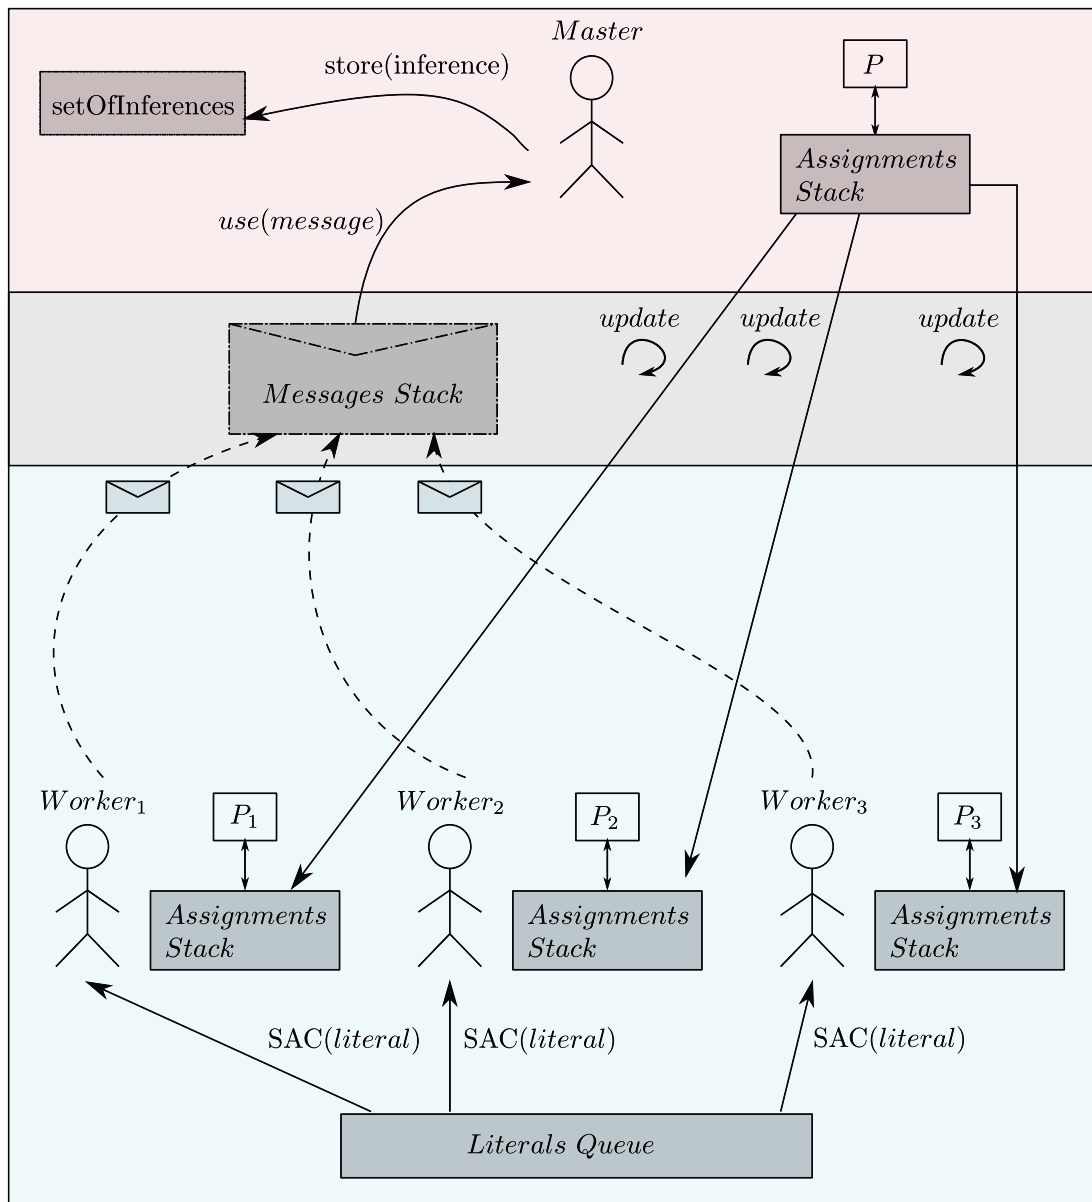 Master
store(inference)
P
setOfInferences
Assignments
Stack
use(message)
update
update
update
Messages Stack
Worker₁
P₁
Worker₂
P₂
Worker₃
P₃
Assignments
Stack
Assignments
Stack
Assignments
Stack
SAC(literal)
SAC(literal)
SAC(literal)
Literals Queue